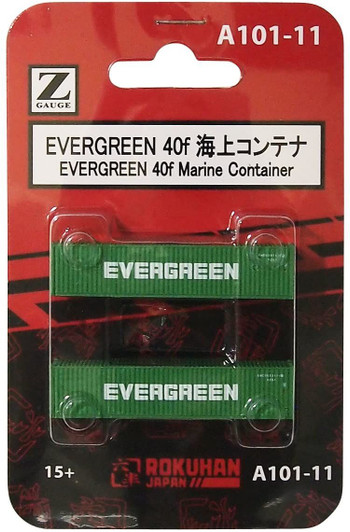 A101-11
Z
GAUGE
EVERGREEN 40f 海上コンテナ
EVERGREEN 40f Marine Container
EVERGREEN
EVERGREEN
15+
ROKUHAN
JAPAN
A101-11